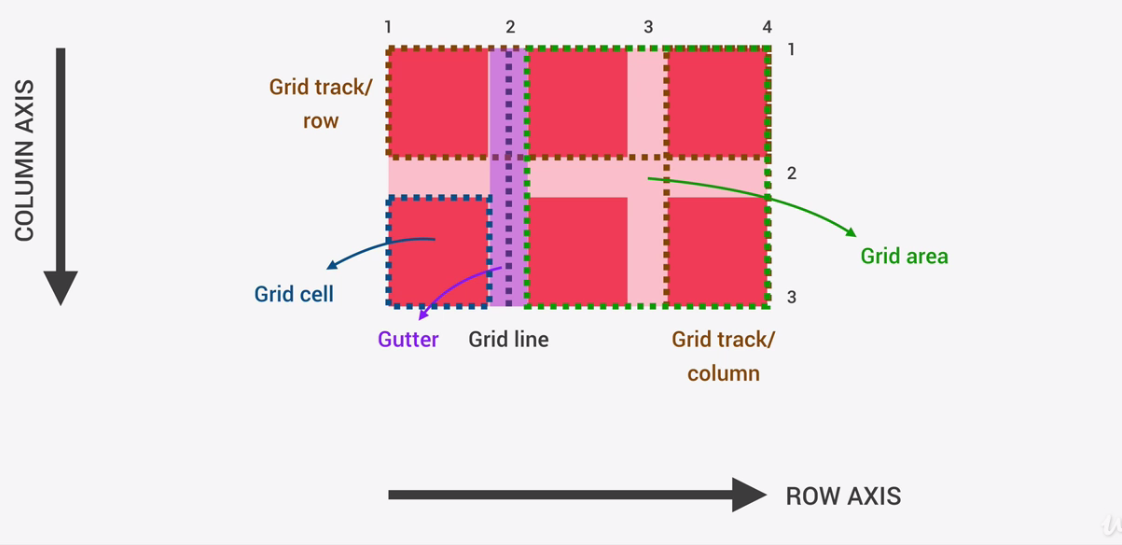 1 2 3 4
1
Grid track/
row
COLUMN AXIS
2
Grid area
Grid cell
3
Gutter
Grid line
Grid track/
column
ROW AXIS